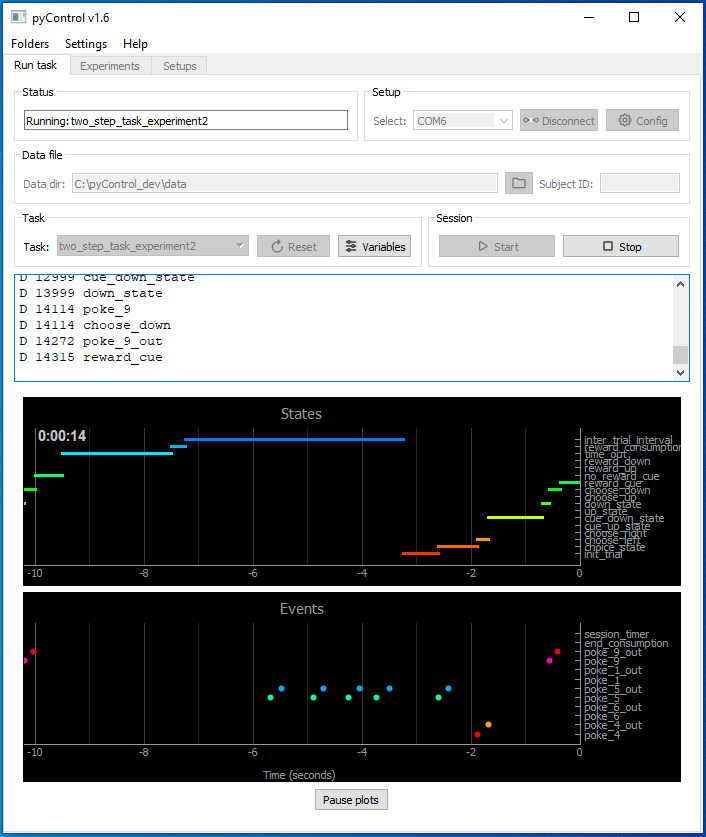 pyControl v1.6
Folders Settings Help
Run task Experiments Setups
Status
Running: two_step_task_experiment2
Setup
Select: COM6 Disconnect Config
Data file
Data dir: C:\pyControl_dev\data Subject ID:
Task
Task: two_step_task_experiment2 Reset Variables
Session
Start Stop
D 12999 cue_down_state
D 13999 down_state
D 14114 poke_9
D 14114 choose_down
D 14272 poke_9_out
D 14315 reward_cue
States
0:00:14
inter_trial_interval
reward_consumption
time_out
reward_down
reward_up
no_reward_cue
reward_cue
choose_down
choose_up
down_state
up_state
cue_down_state
cue_up_state
choose_right
choose_left
choice_state
init_trial
-10 -8 -6 -4 -2 0
Events
session_timer
end_consumption
poke_9_out
poke_9
poke_1_out
poke_1
poke_5_out
poke_5
poke_6_out
poke_6
poke_4_out
poke_4
-10 -8 -6 -4 -2 0
Time (seconds)
Pause plots